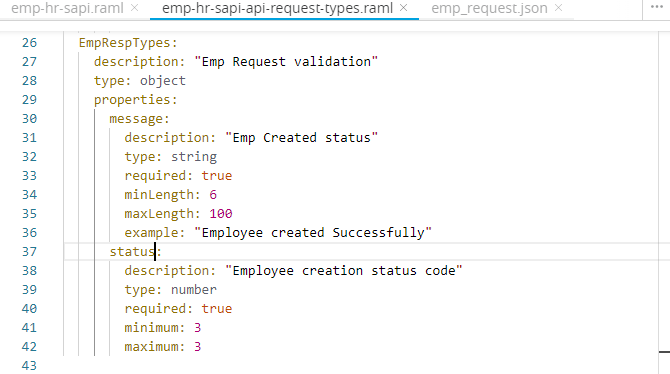 emp-hr-sapi.raml × emp-hr-sapi-api-request-types.raml × emp_request.json × ...
26 EmpRespTypes:
27 description: "Emp Request validation"
28 type: object
29 properties:
30 message:
31 description: "Emp Created status"
32 type: string
33 required: true
34 minLength: 6
35 maxLength: 100
36 example: "Employee created Successfully"
37 status:
38 description: "Employee creation status code"
39 type: number
40 required: true
41 minimum: 3
42 maximum: 3
43